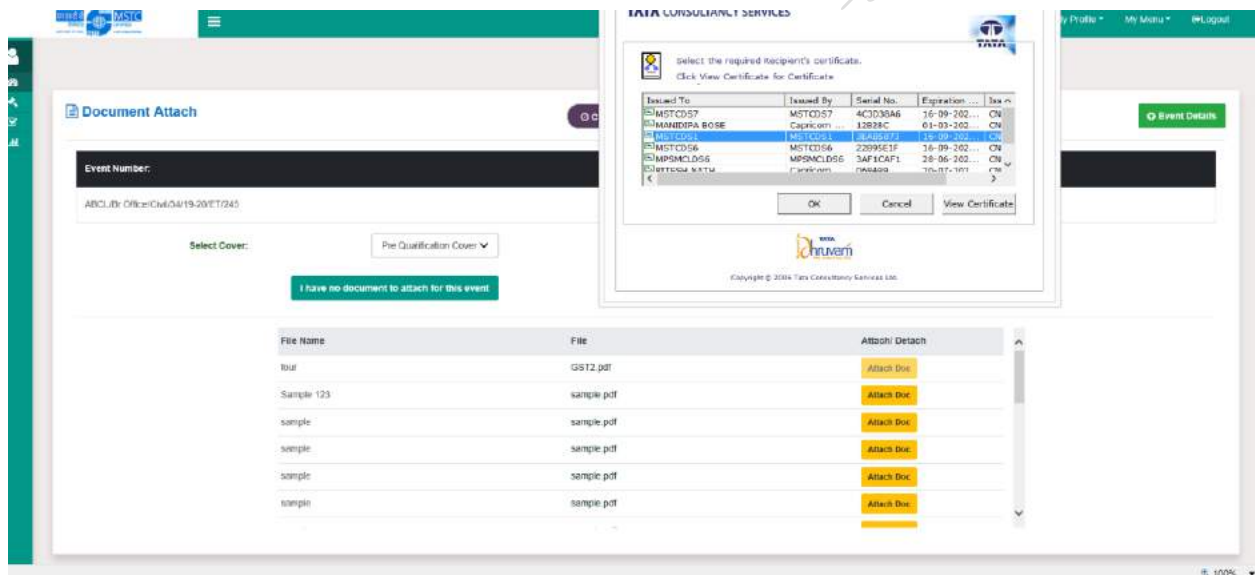 MSTC
TATA CONSULTANCY SERVICES
TATA
My Profile
My Menu
Logout
Select the required Recipient's certificate.
Click View Certificate for Certificate
Document Attach
Event Details
Issued To Issued By Serial No. Expiration ... Iss
MSTCDS7 MSTCDS7 4C3D38A6 16-09-202... CN
MANIDIPA BOSE Capricorn ... 12B28C 01-03-202... CN
MSTCDS1 MSTCDS1 16-09-202... CN
MSTCDS6 MSTCDS6 22B95E1F 16-09-202... CN
MPSMCLDS6 MPSMCLDS6 3AF1CAF1 28-06-202... CN
Event Number:
OK Cancel View Certificate
ABCL/Br Office/Civil/04/19-20/ET/245
Select Cover: Pre Qualification Cover
TATA
Dhruvam
Copyright © 2004 Tata Consultancy Services Ltd.
I have no document to attach for this event
File Name File Attach/ Detach
four GST2.pdf Attach Doc
Sample 123 sample.pdf Attach Doc
sample sample.pdf Attach Doc
sample sample.pdf Attach Doc
sample sample.pdf Attach Doc
sample sample.pdf Attach Doc
100%